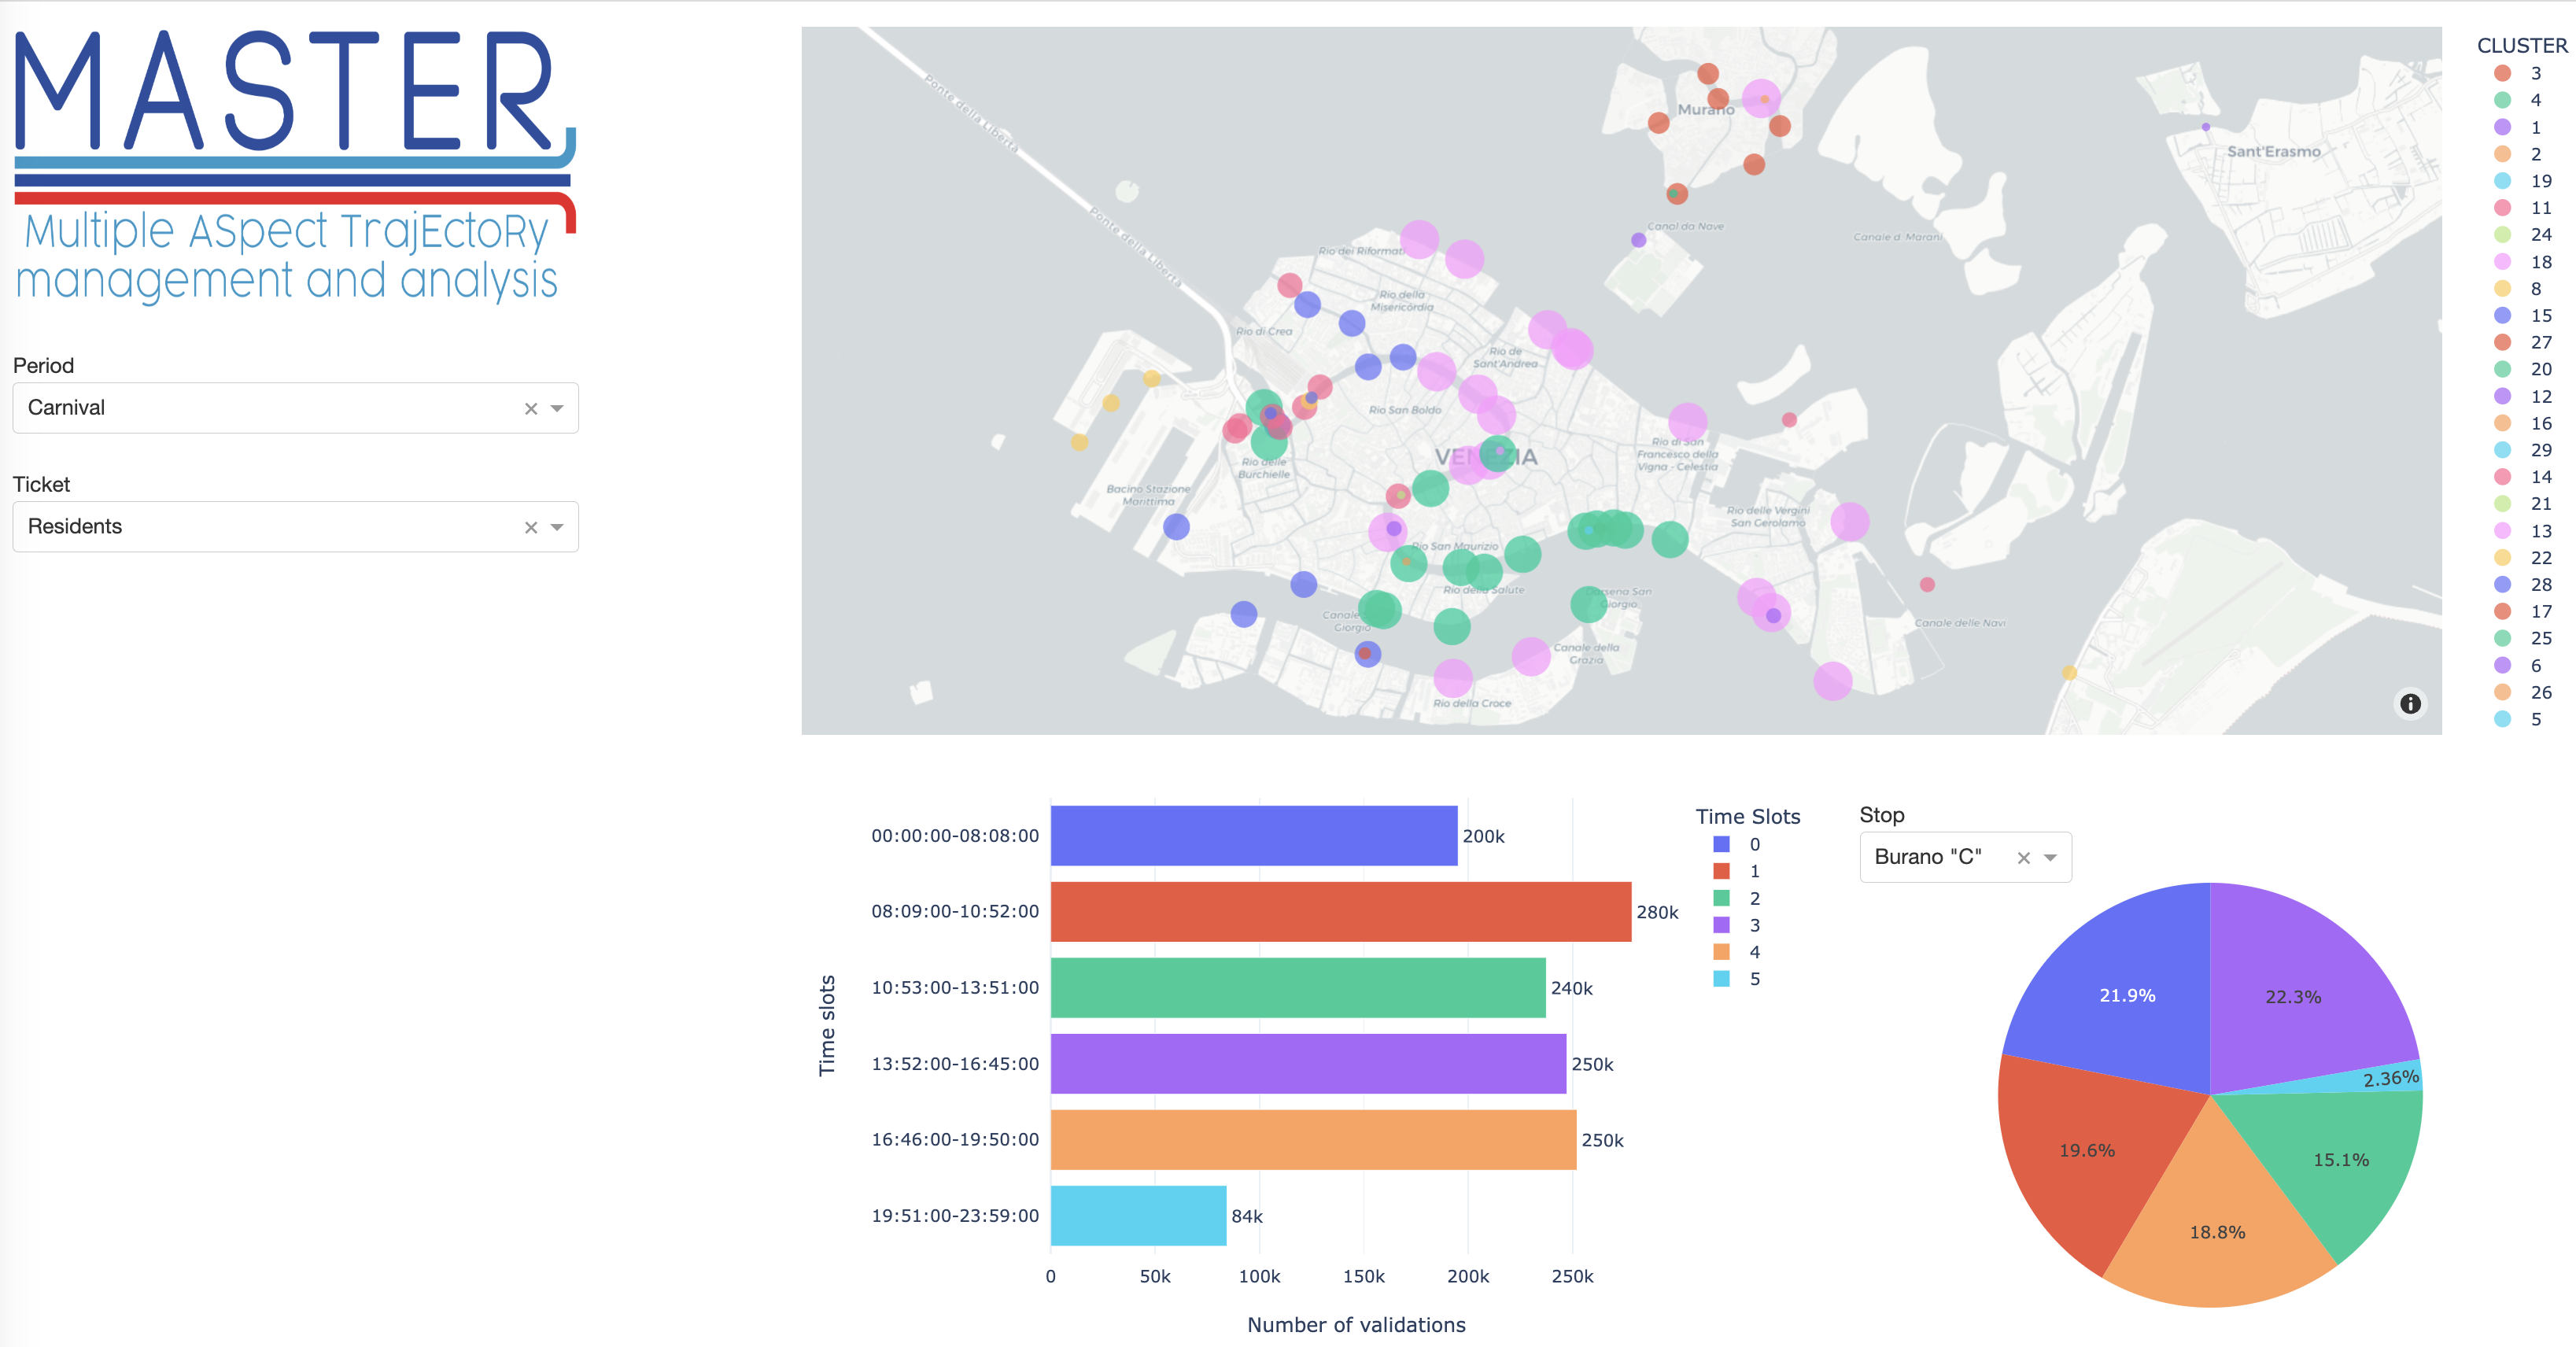 MASTER
Multiple ASpect TrajEctoRy
management and analysis
Period
Carnival
Ticket
Residents
Ponte della Libertà
Ponte della Libertà
Murano
Sant'Erasmo
Canal da Nave
Canale di Marani
Rio dei Riformati
Rio della
Misericordia
Rio di Crea
Rio de
Sant'Andrea
Rio San Boldo
VENEZIA
Rio di San
Francesco della
Vigna - Celestia
Rio delle
Burchielle
Bacino Stazione
Marittima
Rio delle Vergini
San Gerolamo
Rio San Maurizio
Rio della Salute
Darsena San
Giorgio
Canale
Giorgio
Canale delle Navi
Canale della
Grazia
Rio della Croce
CLUSTER
3
4
1
2
19
11
24
18
8
15
27
20
12
16
29
14
21
13
22
28
17
25
6
26
5
Time slots
00:00:00-08:08:00 200k
08:09:00-10:52:00 280k
10:53:00-13:51:00 240k
13:52:00-16:45:00 250k
16:46:00-19:50:00 250k
19:51:00-23:59:00 84k
0 50k 100k 150k 200k 250k
Number of validations
Time Slots
0
1
2
3
4
5
Stop
Burano "C"
21.9%
22.3%
2.36%
19.6%
15.1%
18.8%